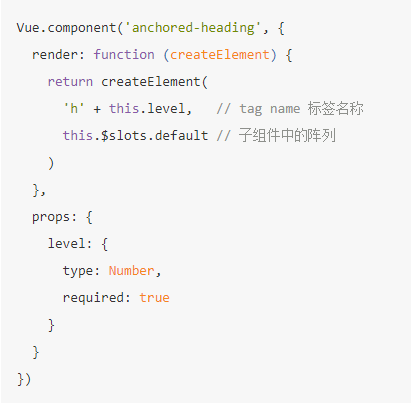 Vue.component('anchored-heading', {
  render: function (createElement) {
    return createElement(
      'h' + this.level,   // tag name 标签名称
      this.$slots.default // 子组件中的阵列
    )
  },
  props: {
    level: {
      type: Number,
      required: true
    }
  }
})